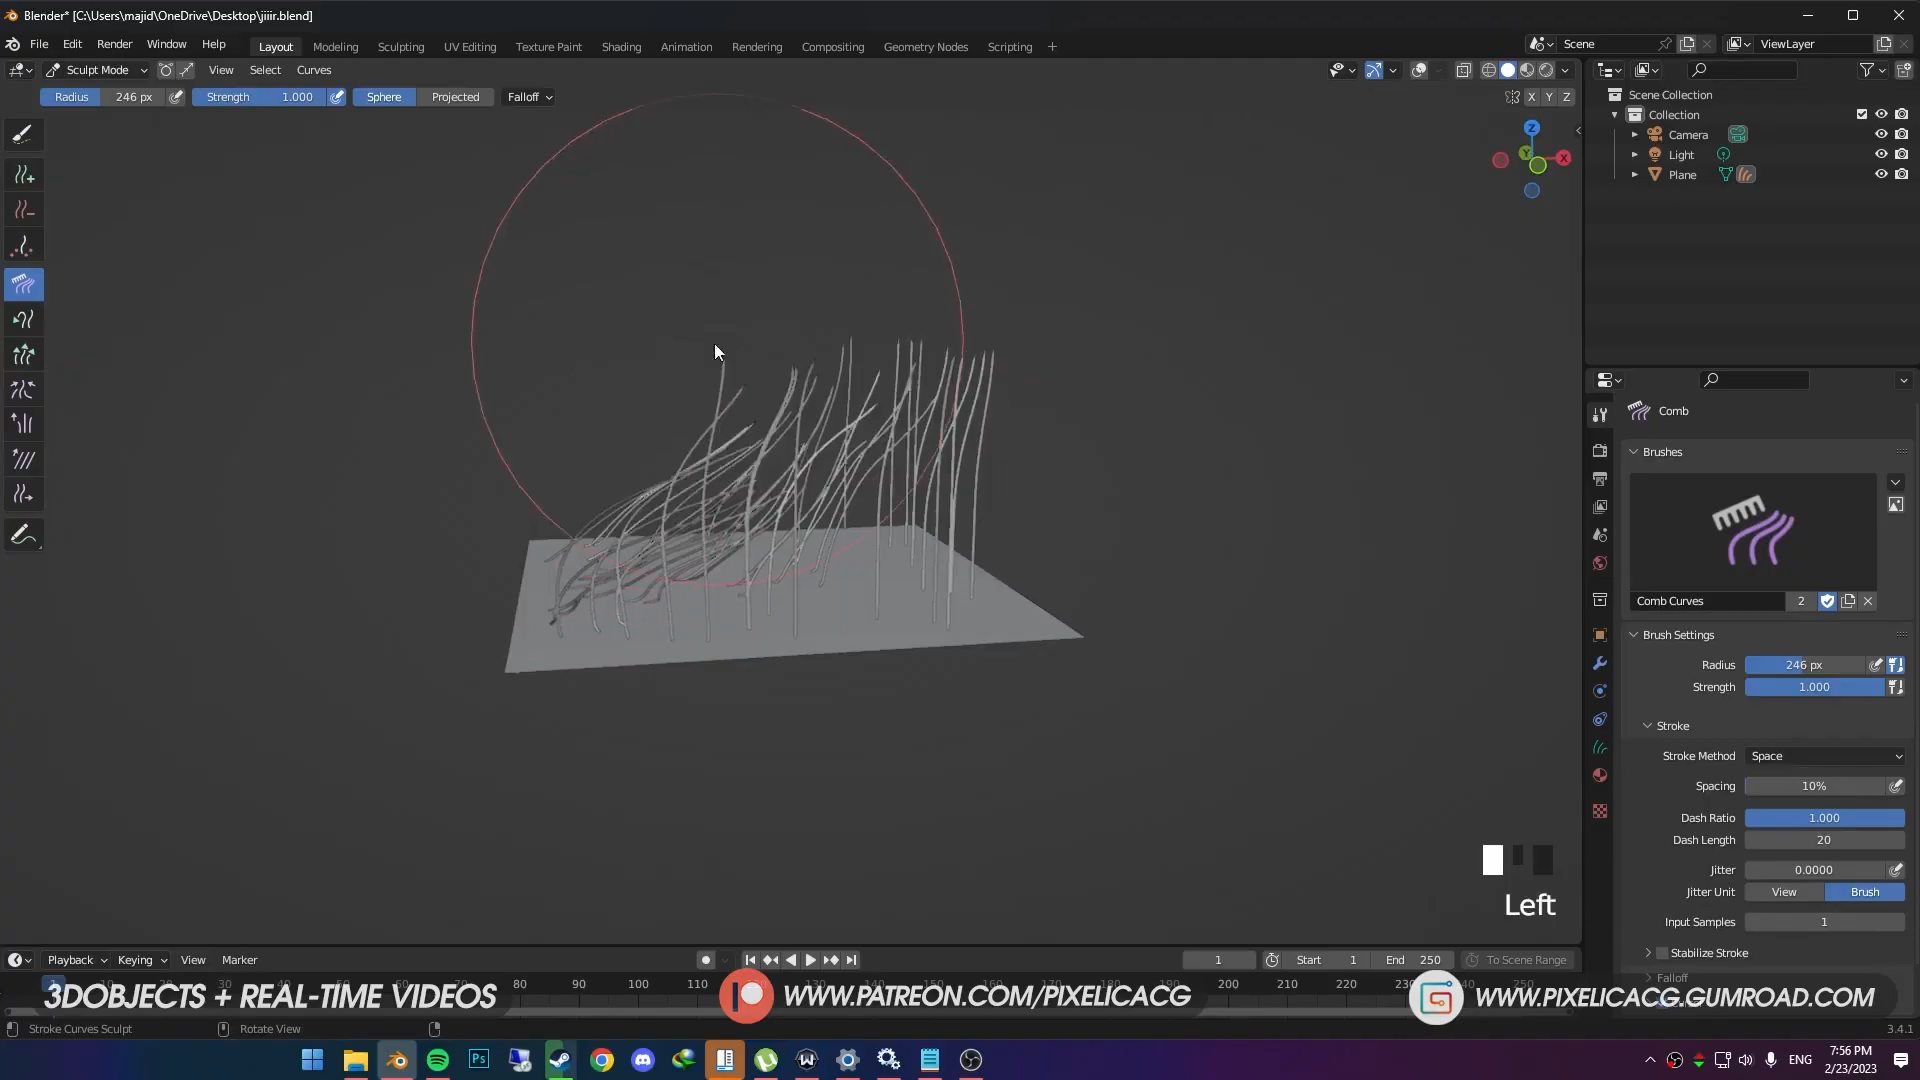 Blender* [C:\Users\majid\OneDrive\Desktop\jiiir.blend]
File Edit Render Window Help Layout Modeling Sculpting UV Editing Texture Paint Shading Animation Rendering Compositing Geometry Nodes Scripting + Scene ViewLayer
Sculpt Mode View Select Curves
Radius 246 px Strength 1.000 Sphere Projected Falloff X Y Z
Scene Collection
Collection
Camera
Light
Plane
Z
Y X
Comb
Brushes
Comb Curves 2
Brush Settings
Radius 246 px
Strength 1.000
Stroke
Stroke Method Space
Spacing 10%
Dash Ratio 1.000
Dash Length 20
Jitter 0.0000
Jitter Unit View Brush
Input Samples 1
Stabilize Stroke
Falloff
Left
Playback Keying View Marker 1 Start 1 End 250 To Scene Range
80 90 100 110 130 200 210 220
3DOBJECTS + REAL-TIME VIDEOS WWW.PATREON.COM/PIXELICACG WWW.PIXELICACG.GUMROAD.COM
Stroke Curves Sculpt Rotate View 3.4.1
Ps ENG 7:56 PM
2/23/2023